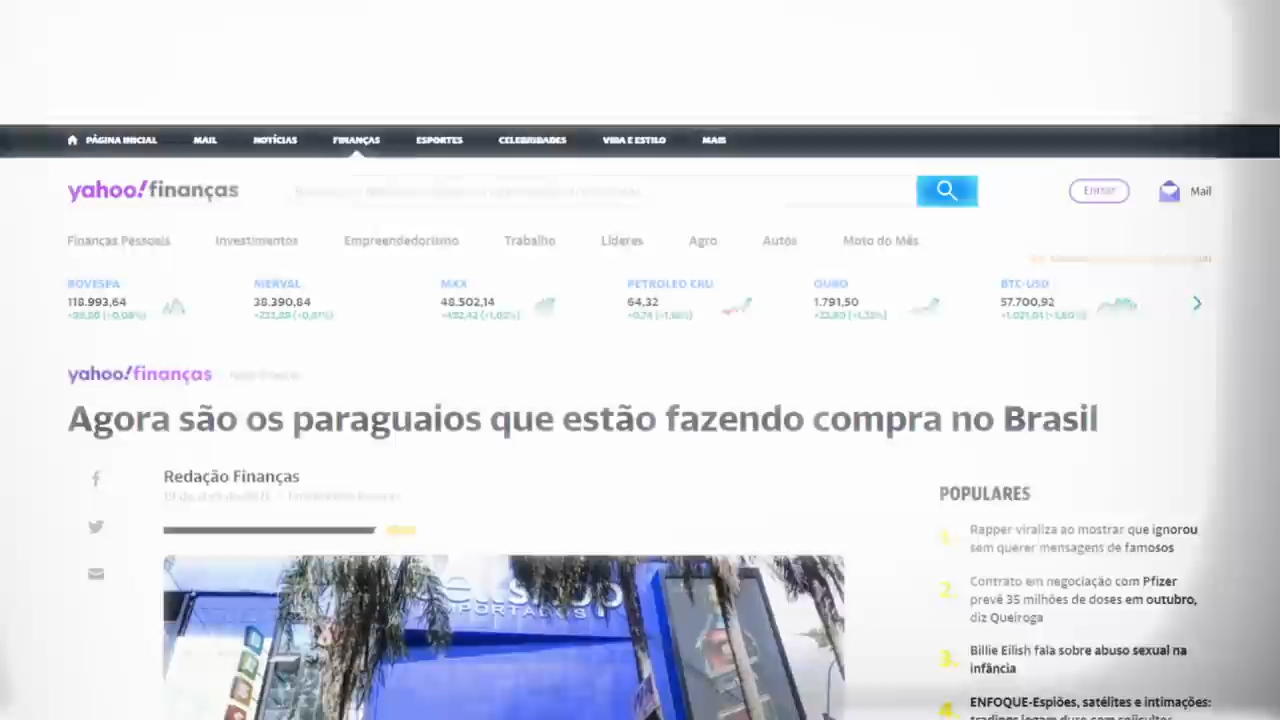 PÁGINA INICIAL MAIL NOTÍCIAS FINANÇAS ESPORTES CELEBRIDADES VIDA E ESTILO MAIS
yahoo!finanças
Entrar Mail
Finanças Pessoais Investimentos Empreendedorismo Trabalho Líderes Agro Autos Moto do Mês
BOVESPA MERVAL MXX PETROLEO CRU OURO BTC-USD
118.993,64 38.390,84 48.502,14 64,32 1.791,50 57.700,92
yahoo!finanças
Agora são os paraguaios que estão fazendo compra no Brasil
Redação Finanças
POPULARES
1. Rapper viraliza ao mostrar que ignorou
sem querer mensagens de famosos
2. Contrato em negociação com Pfizer
prevê 35 milhões de doses em outubro,
diz Queiroga
3. Billie Eilish fala sobre abuso sexual na
infância
4. ENFOQUE-Espiões, satélites e intimações: